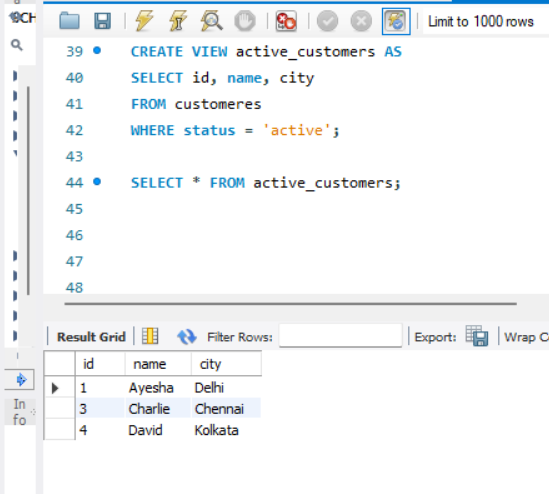 CH
Limit to 1000 rows
39 CREATE VIEW active_customers AS
40 SELECT id, name, city
41 FROM customeres
42 WHERE status = 'active';
43
44 SELECT * FROM active_customers;
45
46
47
48
Result Grid Filter Rows: Export: Wrap C
id name city
1 Ayesha Delhi
3 Charlie Chennai
4 David Kolkata
In
fo